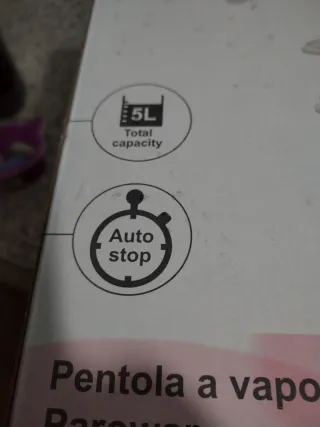 5L
Total
capacity
Auto
stop
Pentola a vapo